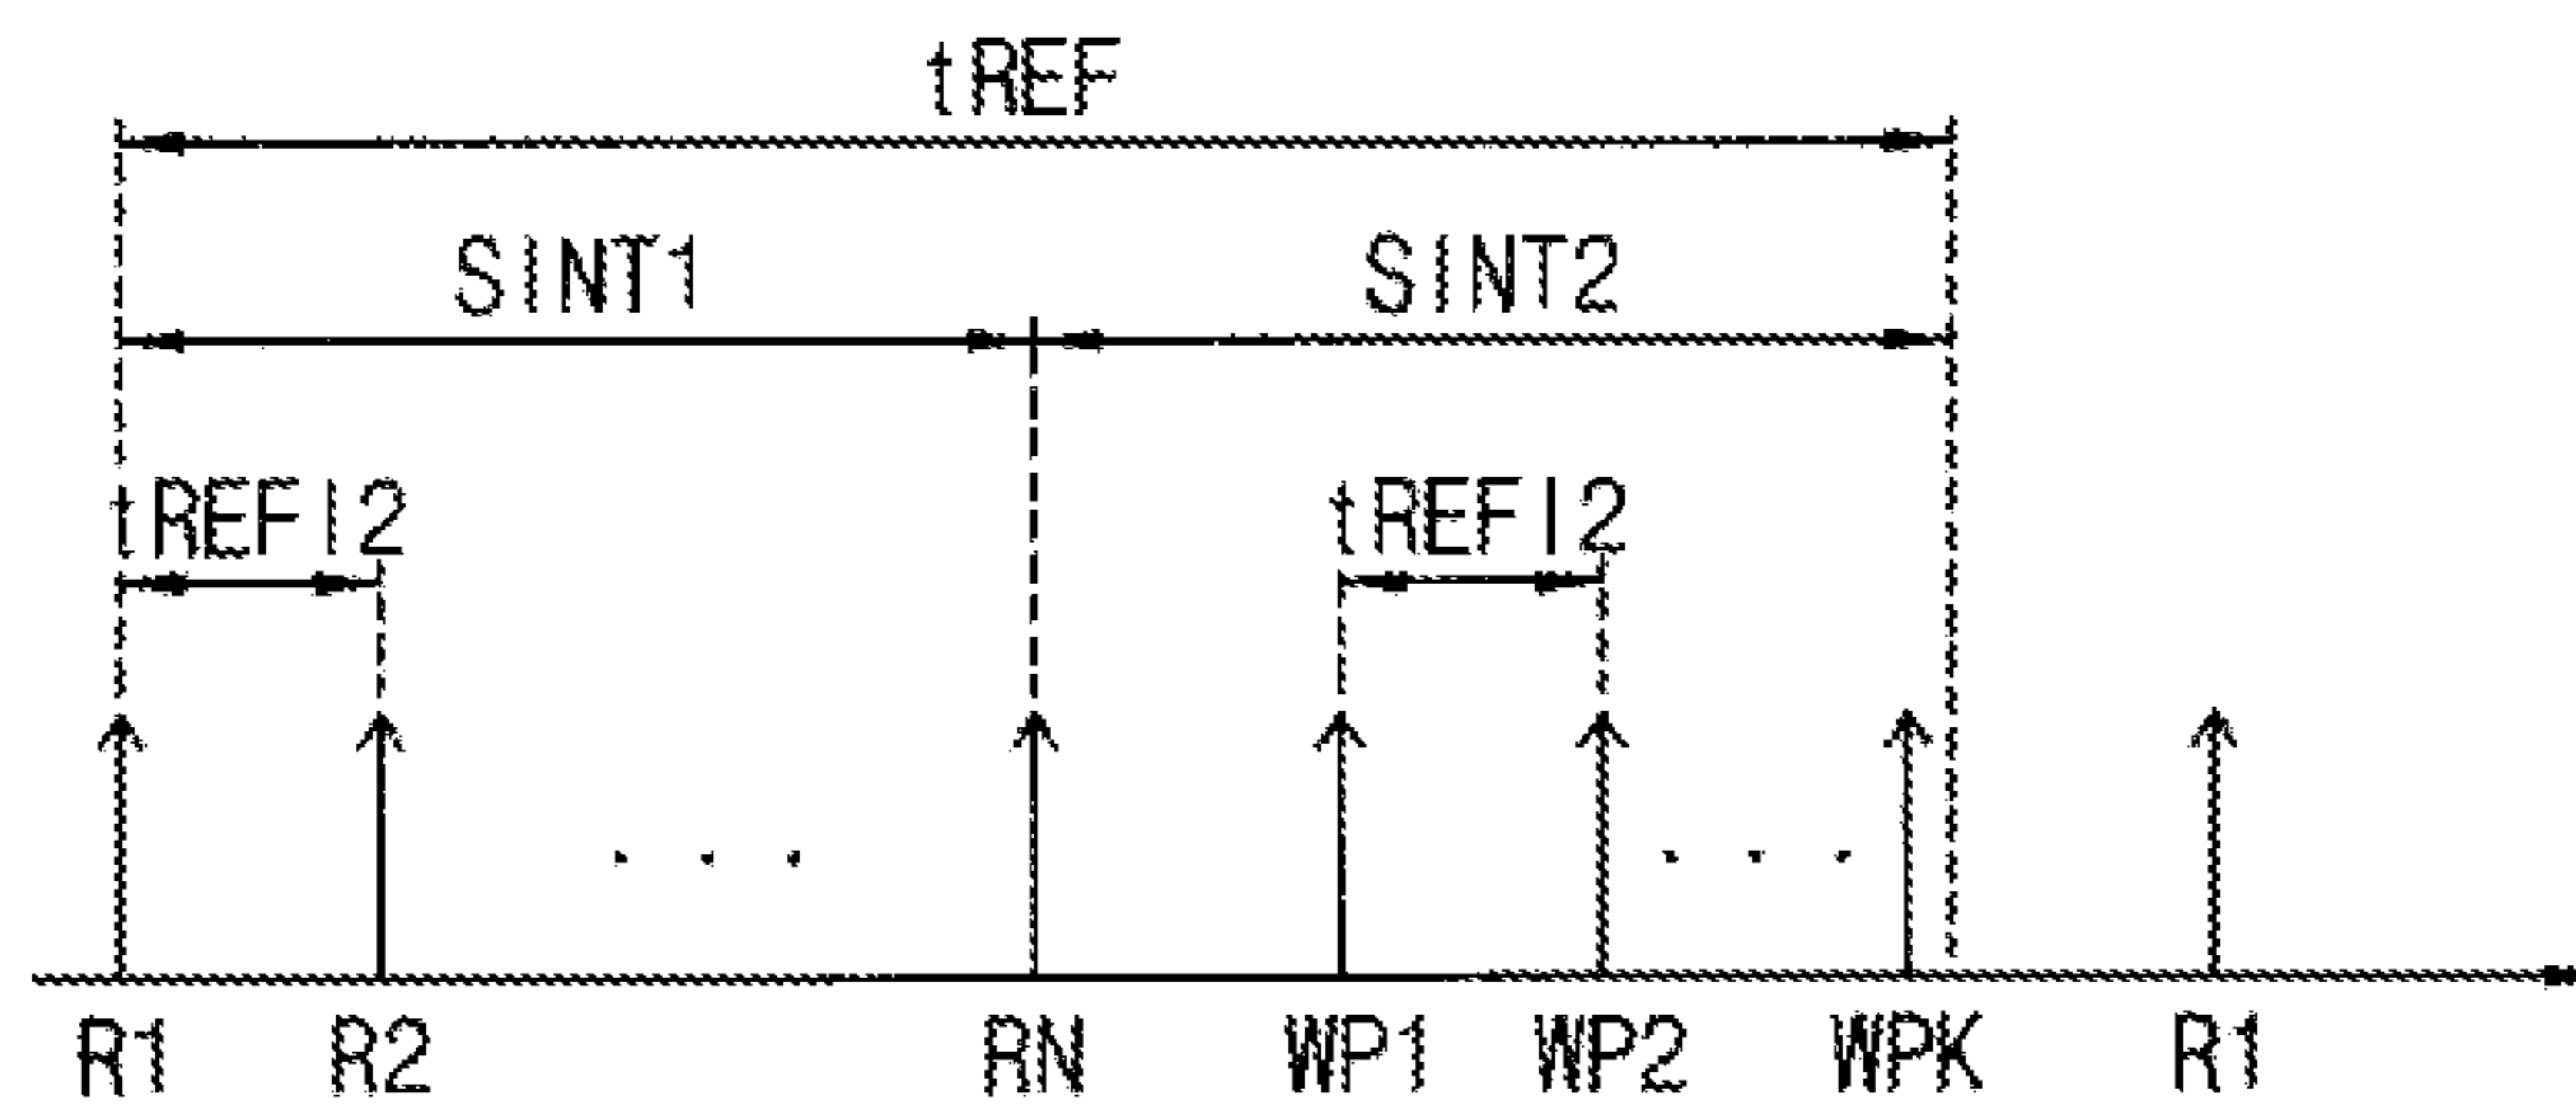 tREF
SINT1 SINT2
tREFI2 tREFI2
. . . . . .
R1 R2 RN WP1 WP2 WPK R1